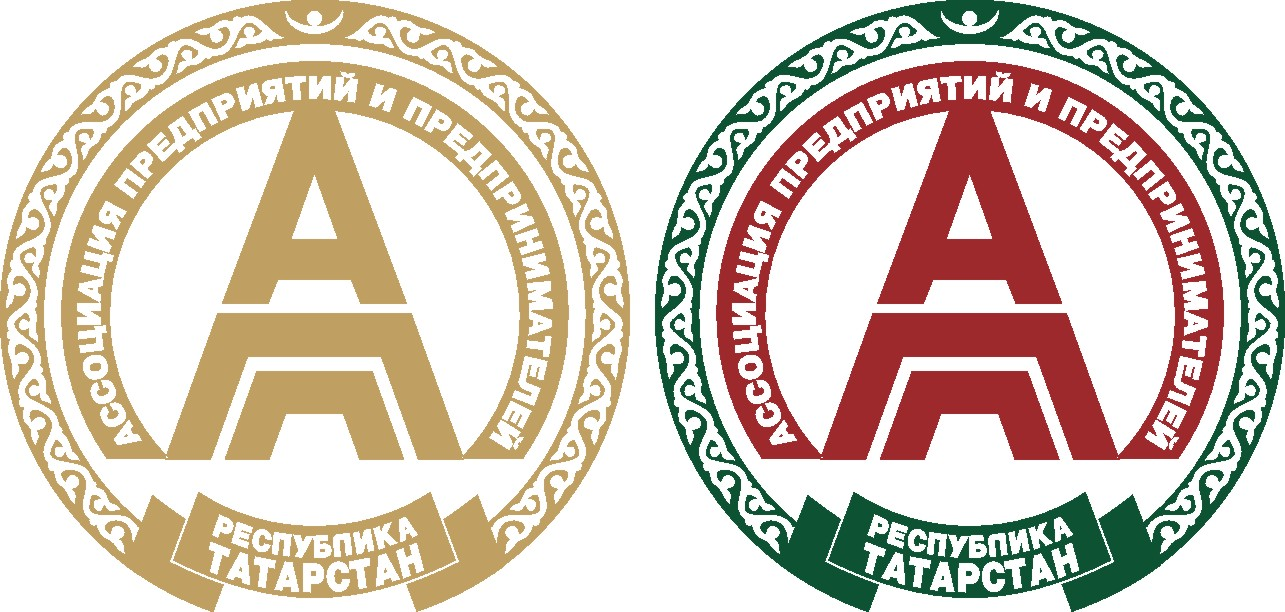 АССОЦИАЦИЯ ПРЕДПРИЯТИЙ И ПРЕДПРИНИМАТЕЛЕЙ
РЕСПУБЛИКА
ТАТАРСТАН
АССОЦИАЦИЯ ПРЕДПРИЯТИЙ И ПРЕДПРИНИМАТЕЛЕЙ
РЕСПУБЛИКА
ТАТАРСТАН